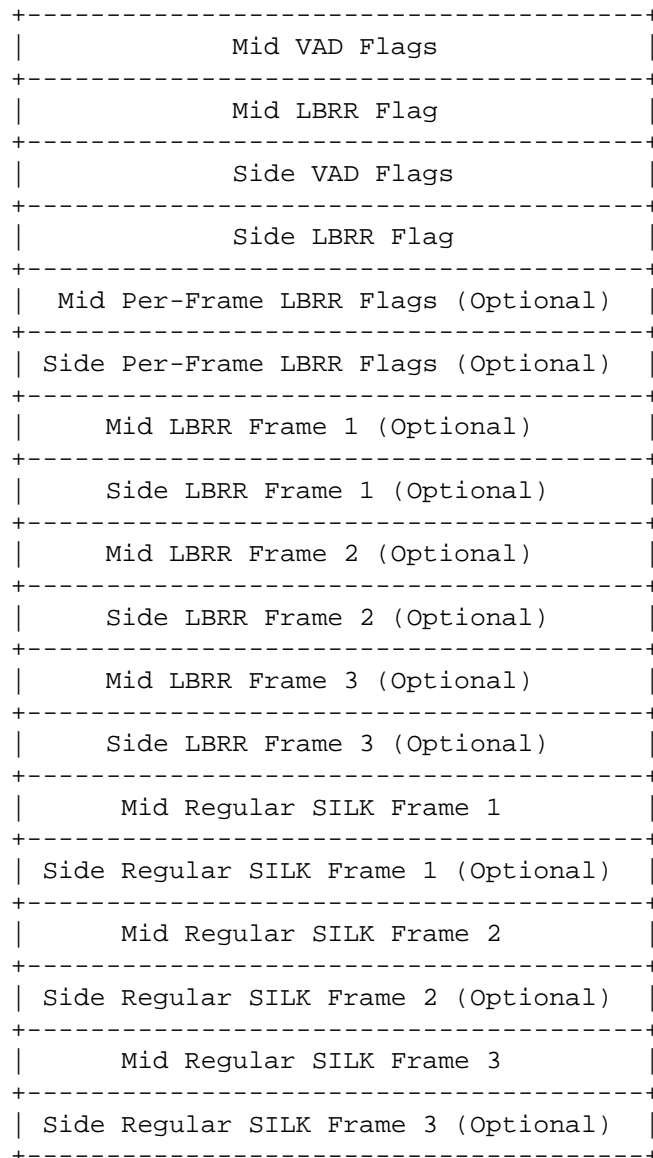 Mid VAD Flags
Mid LBRR Flag
Side VAD Flags
Side LBRR Flag
Mid Per-Frame LBRR Flags (Optional)
Side Per-Frame LBRR Flags (Optional)
Mid LBRR Frame 1 (Optional)
Side LBRR Frame 1 (Optional)
Mid LBRR Frame 2 (Optional)
Side LBRR Frame 2 (Optional)
Mid LBRR Frame 3 (Optional)
Side LBRR Frame 3 (Optional)
Mid Regular SILK Frame 1
Side Regular SILK Frame 1 (Optional)
Mid Regular SILK Frame 2
Side Regular SILK Frame 2 (Optional)
Mid Regular SILK Frame 3
Side Regular SILK Frame 3 (Optional)